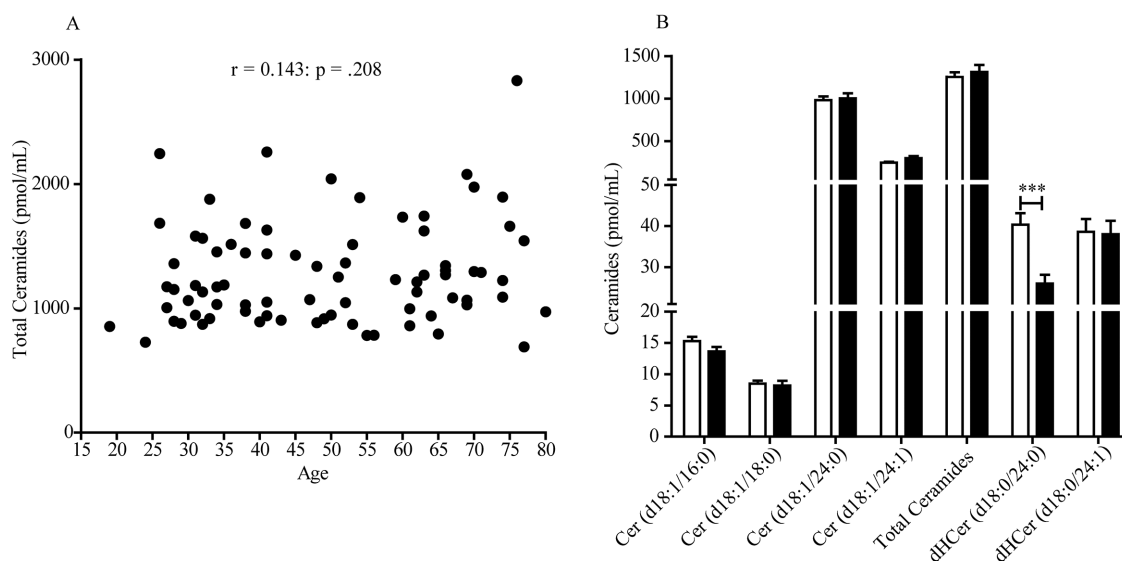 A
r = 0.143: p = .208
Total Ceramides (pmol/mL)
3000
2000
1000
0
15 20 25 30 35 40 45 50 55 60 65 70 75 80
Age
B
Ceramides (pmol/mL)
1500
1000
500
50
40
30
20
15
10
5
0
***
Cer (d18:1/16:0)
Cer (d18:1/18:0)
Cer (d18:1/24:0)
Cer (d18:1/24:1)
Total Ceramides
dHCer (d18:0/24:0)
dHCer (d18:0/24:1)